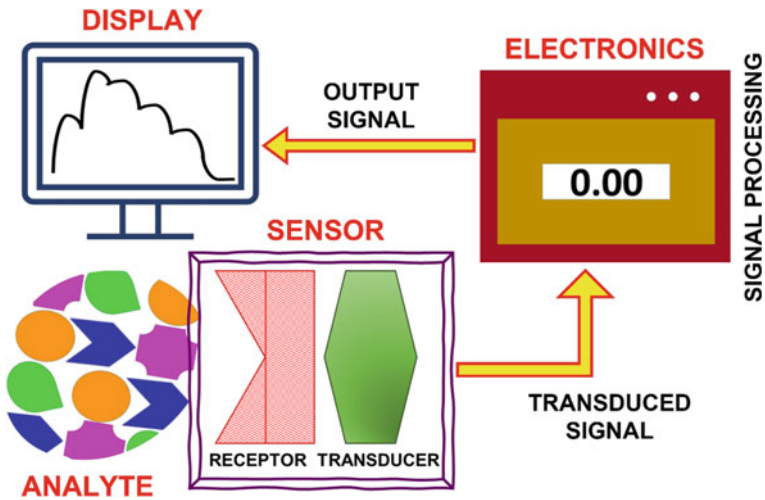 DISPLAY
ELECTRONICS
OUTPUT
SIGNAL
0.00
SIGNAL PROCESSING
SENSOR
RECEPTOR
TRANSDUCER
TRANSDUCED
SIGNAL
ANALYTE